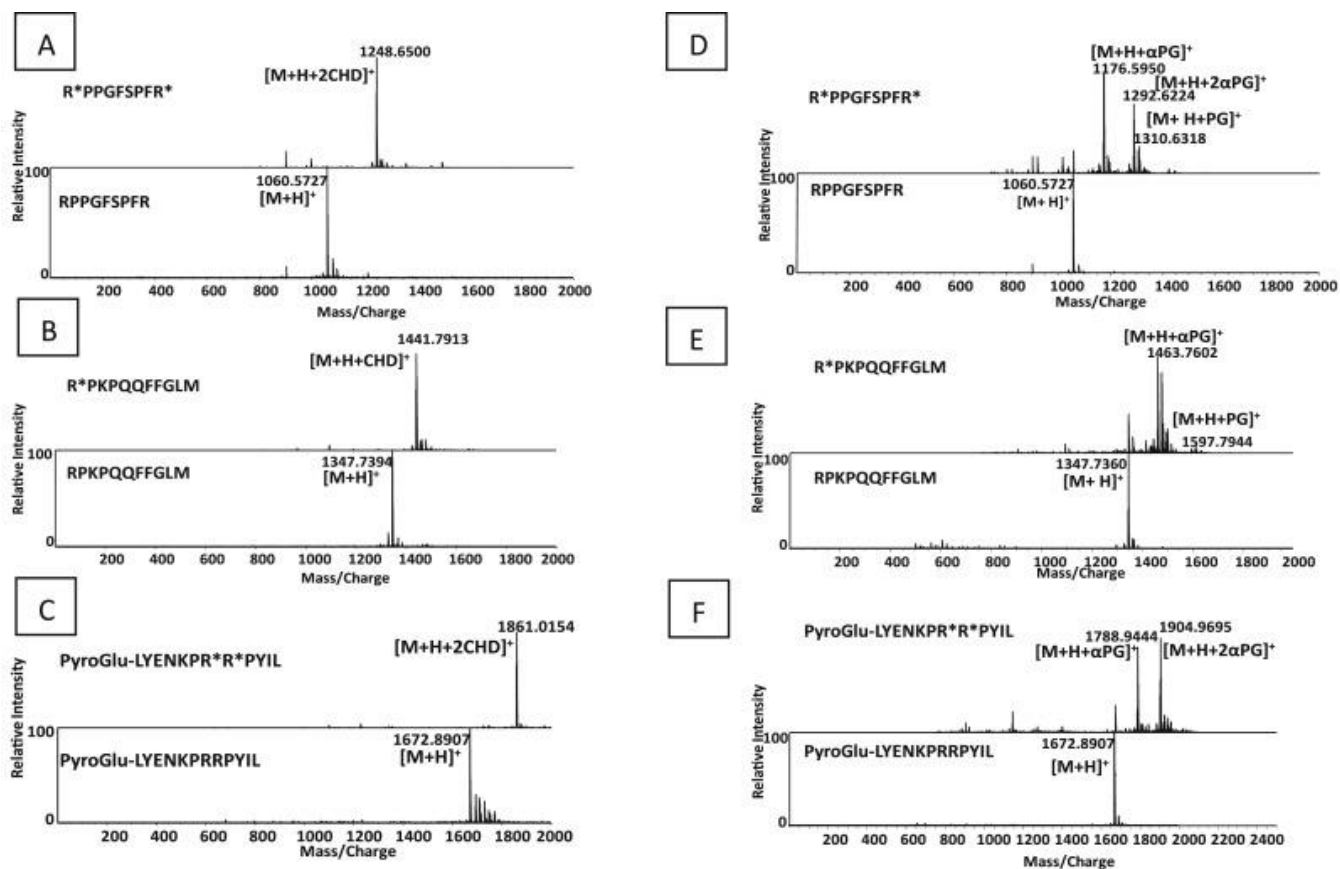 A
1248.6500
[M+H+2CHD]⁺
R*PPGFSPFR*
Relative Intensity
100
1060.5727
RPPGFSPFR
[M+H]⁺
0
200 400 600 800 1000 1200 1400 1600 1800 2000
Mass/Charge
B
1441.7913
[M+H+CHD]⁺
R*PKPQQFFGLM
Relative Intensity
100
1347.7394
RPKPQQFFGLM
[M+H]⁺
0
200 400 600 800 1000 1200 1400 1600 1800 2000
Mass/Charge
C
1861.0154
[M+H+2CHD]⁺
PyroGlu-LYENKPR*R*PYIL
Relative Intensity
100
1672.8907
PyroGlu-LYENKPRRPYIL
[M+H]⁺
0
200 400 600 800 1000 1200 1400 1600 1800 2000
Mass/Charge
D
[M+H+αPG]⁺
1176.5950
[M+H+2αPG]⁺
R*PPGFSPFR*
1292.6224
[M+ H+PG]⁺
1310.6318
Relative Intensity
100
1060.5727
RPPGFSPFR
[M+ H]⁺
0
200 400 600 800 1000 1200 1400 1600 1800 2000
Mass/Charge
E
[M+H+αPG]⁺
1463.7602
R*PKPQQFFGLM
[M+H+PG]⁺
1597.7944
Relative Intensity
100
1347.7360
RPKPQQFFGLM
[M+ H]⁺
0
200 400 600 800 1000 1200 1400 1600 1800 2000
Mass/Charge
F
PyroGlu-LYENKPR*R*PYIL
1788.9444
1904.9695
[M+H+αPG]⁺
[M+H+2αPG]⁺
Relative Intensity
100
1672.8907
PyroGlu-LYENKPRRPYIL
[M+H]⁺
0
200 400 600 800 1000 1200 1400 1600 1800 2000 2400
Mass/Charge